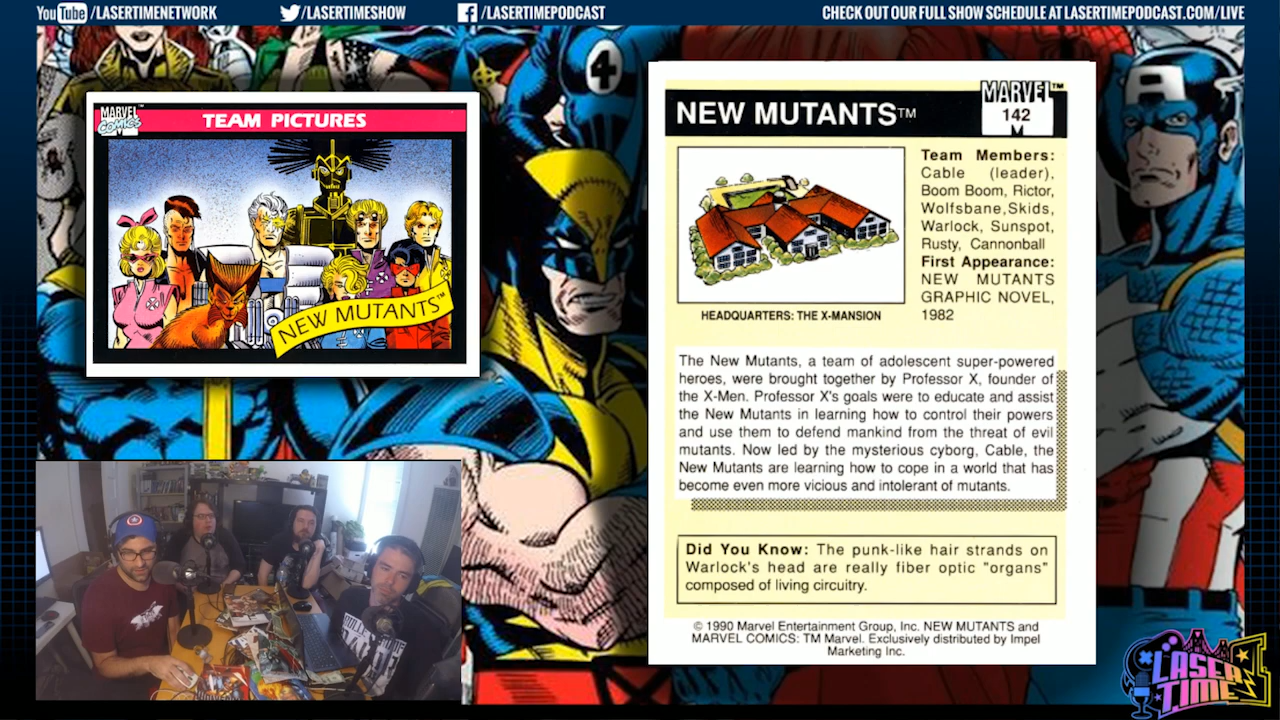 You Tube /LASERTIMENETWORK
/LASERTIMESHOW
/LASERTIMEPODCAST
CHECK OUT OUR FULL SHOW SCHEDULE AT LASERTIMEPODCAST.COM/LIVE
MARVEL COMICS™
TEAM PICTURES
NEW MUTANTS™
4
A
NEW MUTANTS™
MARVEL™
142
Team Members:
Cable (leader),
Boom Boom, Rictor,
Wolfsbane,Skids,
Warlock, Sunspot,
Rusty, Cannonball
First Appearance:
NEW MUTANTS
GRAPHIC NOVEL,
1982
HEADQUARTERS: THE X-MANSION
The New Mutants, a team of adolescent super-powered
heroes, were brought together by Professor X, founder of
the X-Men. Professor X's goals were to educate and assist
the New Mutants in learning how to control their powers
and use them to defend mankind from the threat of evil
mutants. Now led by the mysterious cyborg, Cable, the
New Mutants are learning how to cope in a world that has
become even more vicious and intolerant of mutants.
Did You Know: The punk-like hair strands on
Warlock's head are really fiber optic "organs"
composed of living circuitry.
© 1990 Marvel Entertainment Group, Inc. NEW MUTANTS and
MARVEL COMICS: TM Marvel. Exclusively distributed by Impel
Marketing Inc.
LASER
TIME